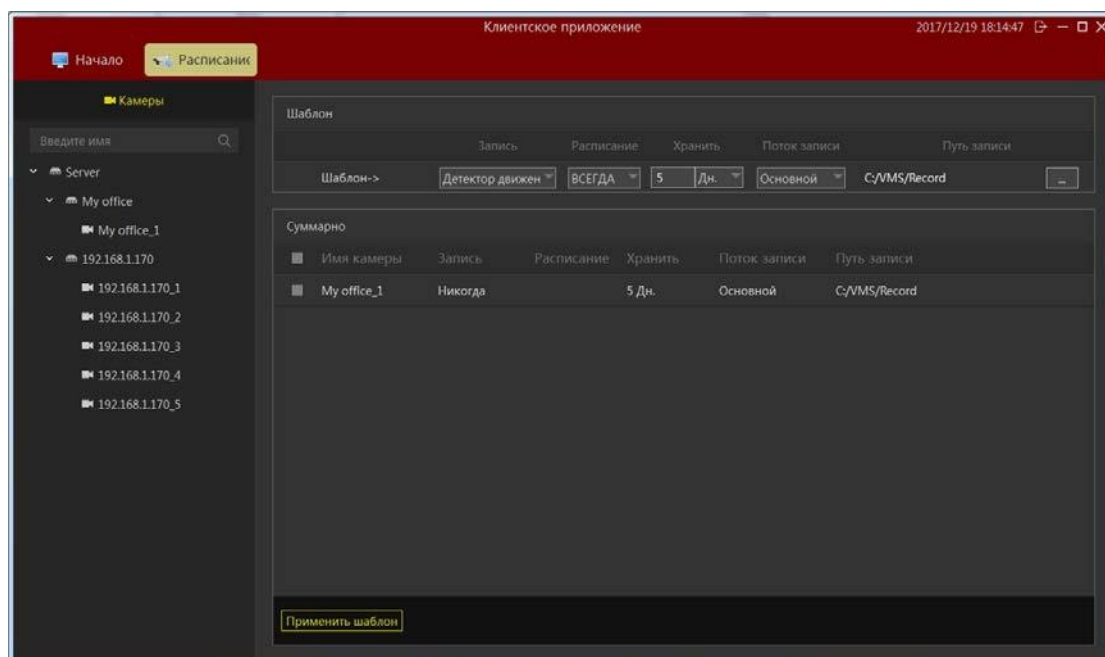 Клиентское приложение
2017/12/19 18:14:47
Начало
Расписание
Камеры
Введите имя
Server
My office
My office_1
192.168.1.170
192.168.1.170_1
192.168.1.170_2
192.168.1.170_3
192.168.1.170_4
192.168.1.170_5
Шаблон
Запись Расписание Хранить Поток записи Путь записи
Шаблон-> Детектор движен ВСЕГДА 5 Дн. Основной C:/VMS/Record ...
Суммарно
Имя камеры Запись Расписание Хранить Поток записи Путь записи
My office_1 Никогда 5 Дн. Основной C:/VMS/Record
Применить шаблон